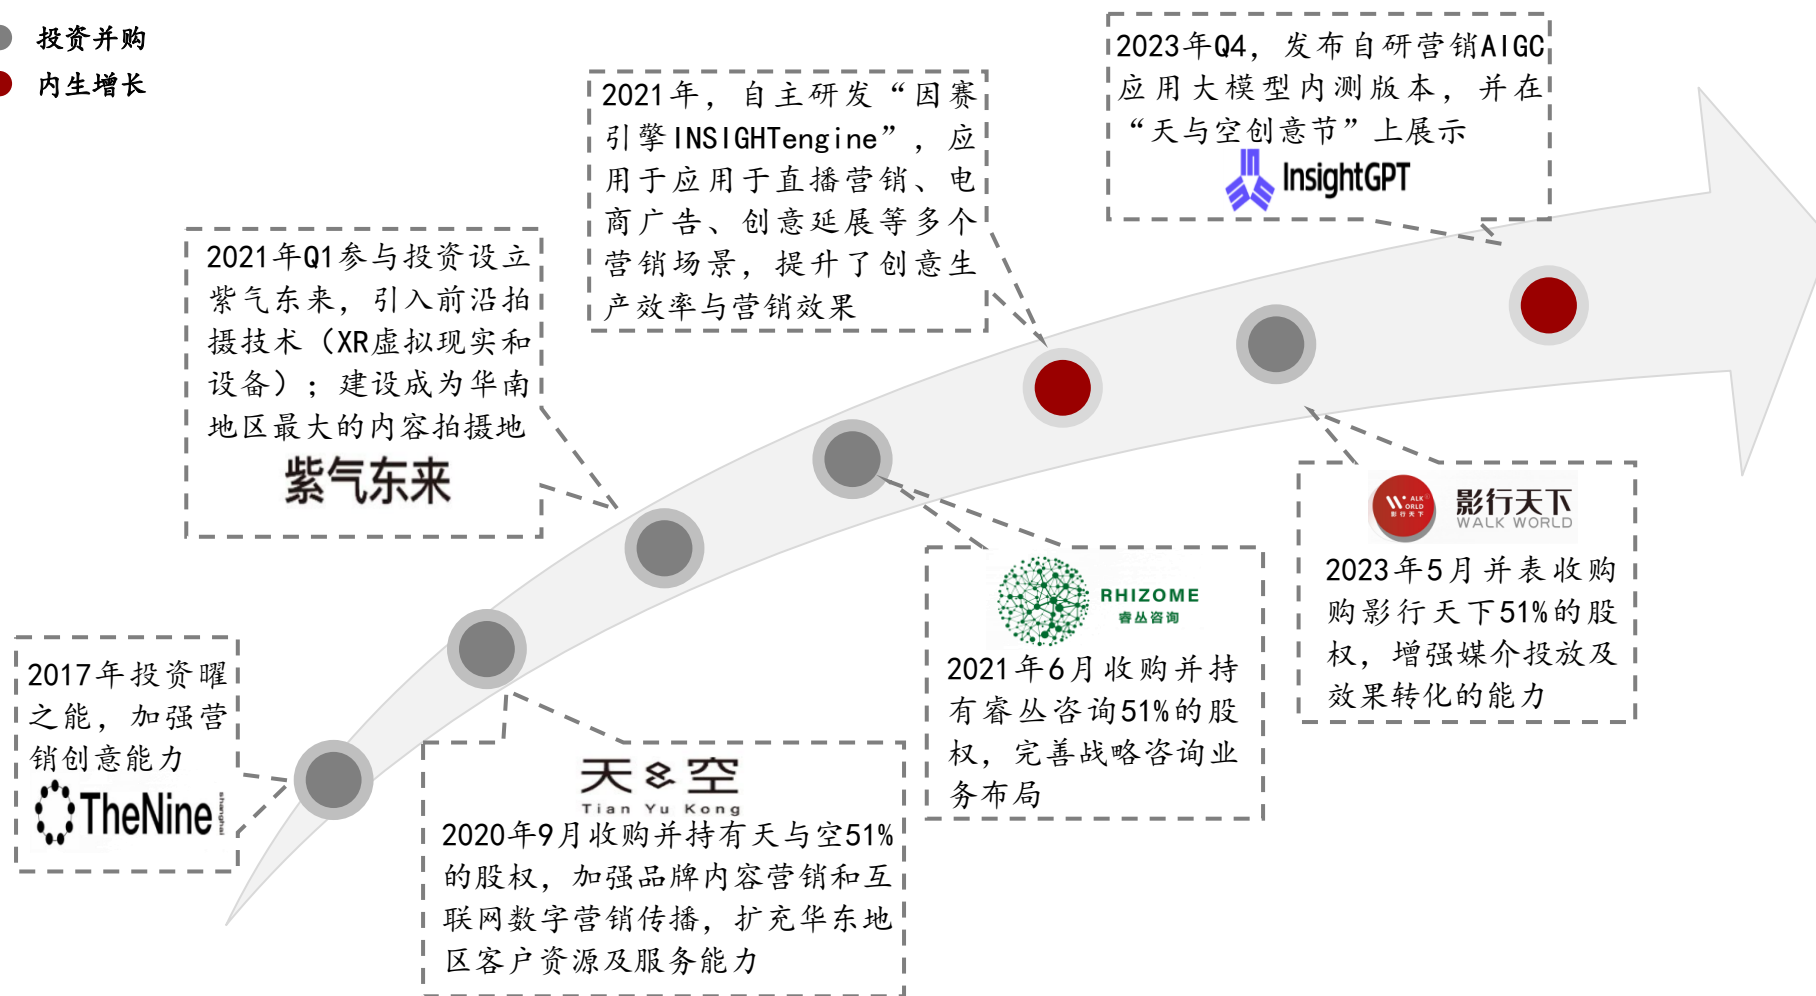 投资并购
内生增长
2023年Q4，发布自研营销AIGC
应用大模型内测版本，并在
“天与空创意节”上展示
InsightGPT
2021年，自主研发“因赛
引擎INSIGHTengine”，应
用于应用于直播营销、电
商广告、创意延展等多个
营销场景，提升了创意生
产效率与营销效果
2021年Q1参与投资设立
紫气东来，引入前沿拍
摄技术（XR虚拟现实和
设备）；建设成为华南
地区最大的内容拍摄地
紫气东来
WALK WORLD
影行天下
影行天下
WALK WORLD
2023年5月并表收购
购影行天下51%的股
权，增强媒介投放及
效果转化的能力
RHIZOME
睿丛咨询
2021年6月收购并持
有睿丛咨询51%的股
权，完善战略咨询业
务布局
2017年投资曜
之能，加强营
销创意能力
TheNine
shanghai
天&空
Tian Yu Kong
2020年9月收购并持有天与空51%
的股权，加强品牌内容营销和互
联网数字营销传播，扩充华东地
区客户资源及服务能力